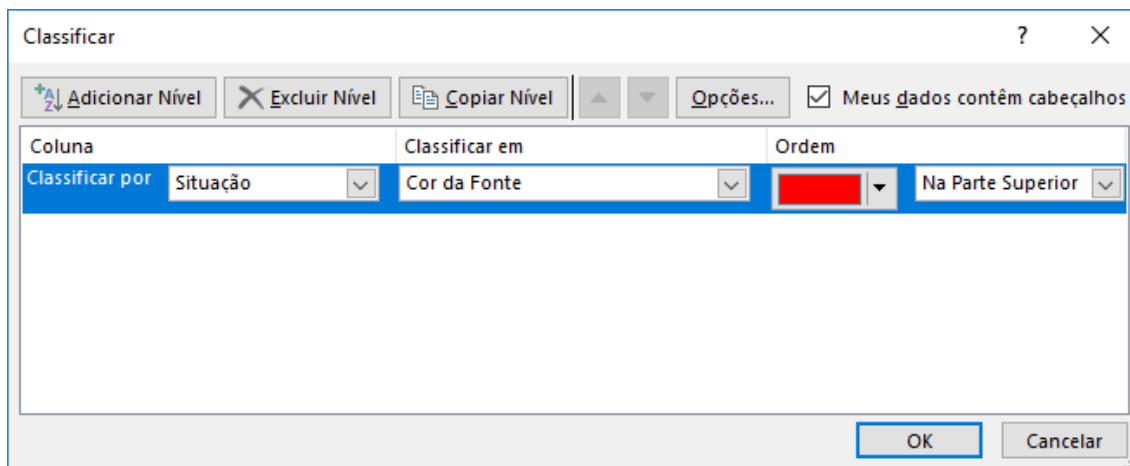 Classificar
Adicionar Nível Excluir Nível Copiar Nível Opções... Meus dados contêm cabeçalhos
Coluna Classificar em Ordem
Classificar por Situação Cor da Fonte Na Parte Superior
OK Cancelar